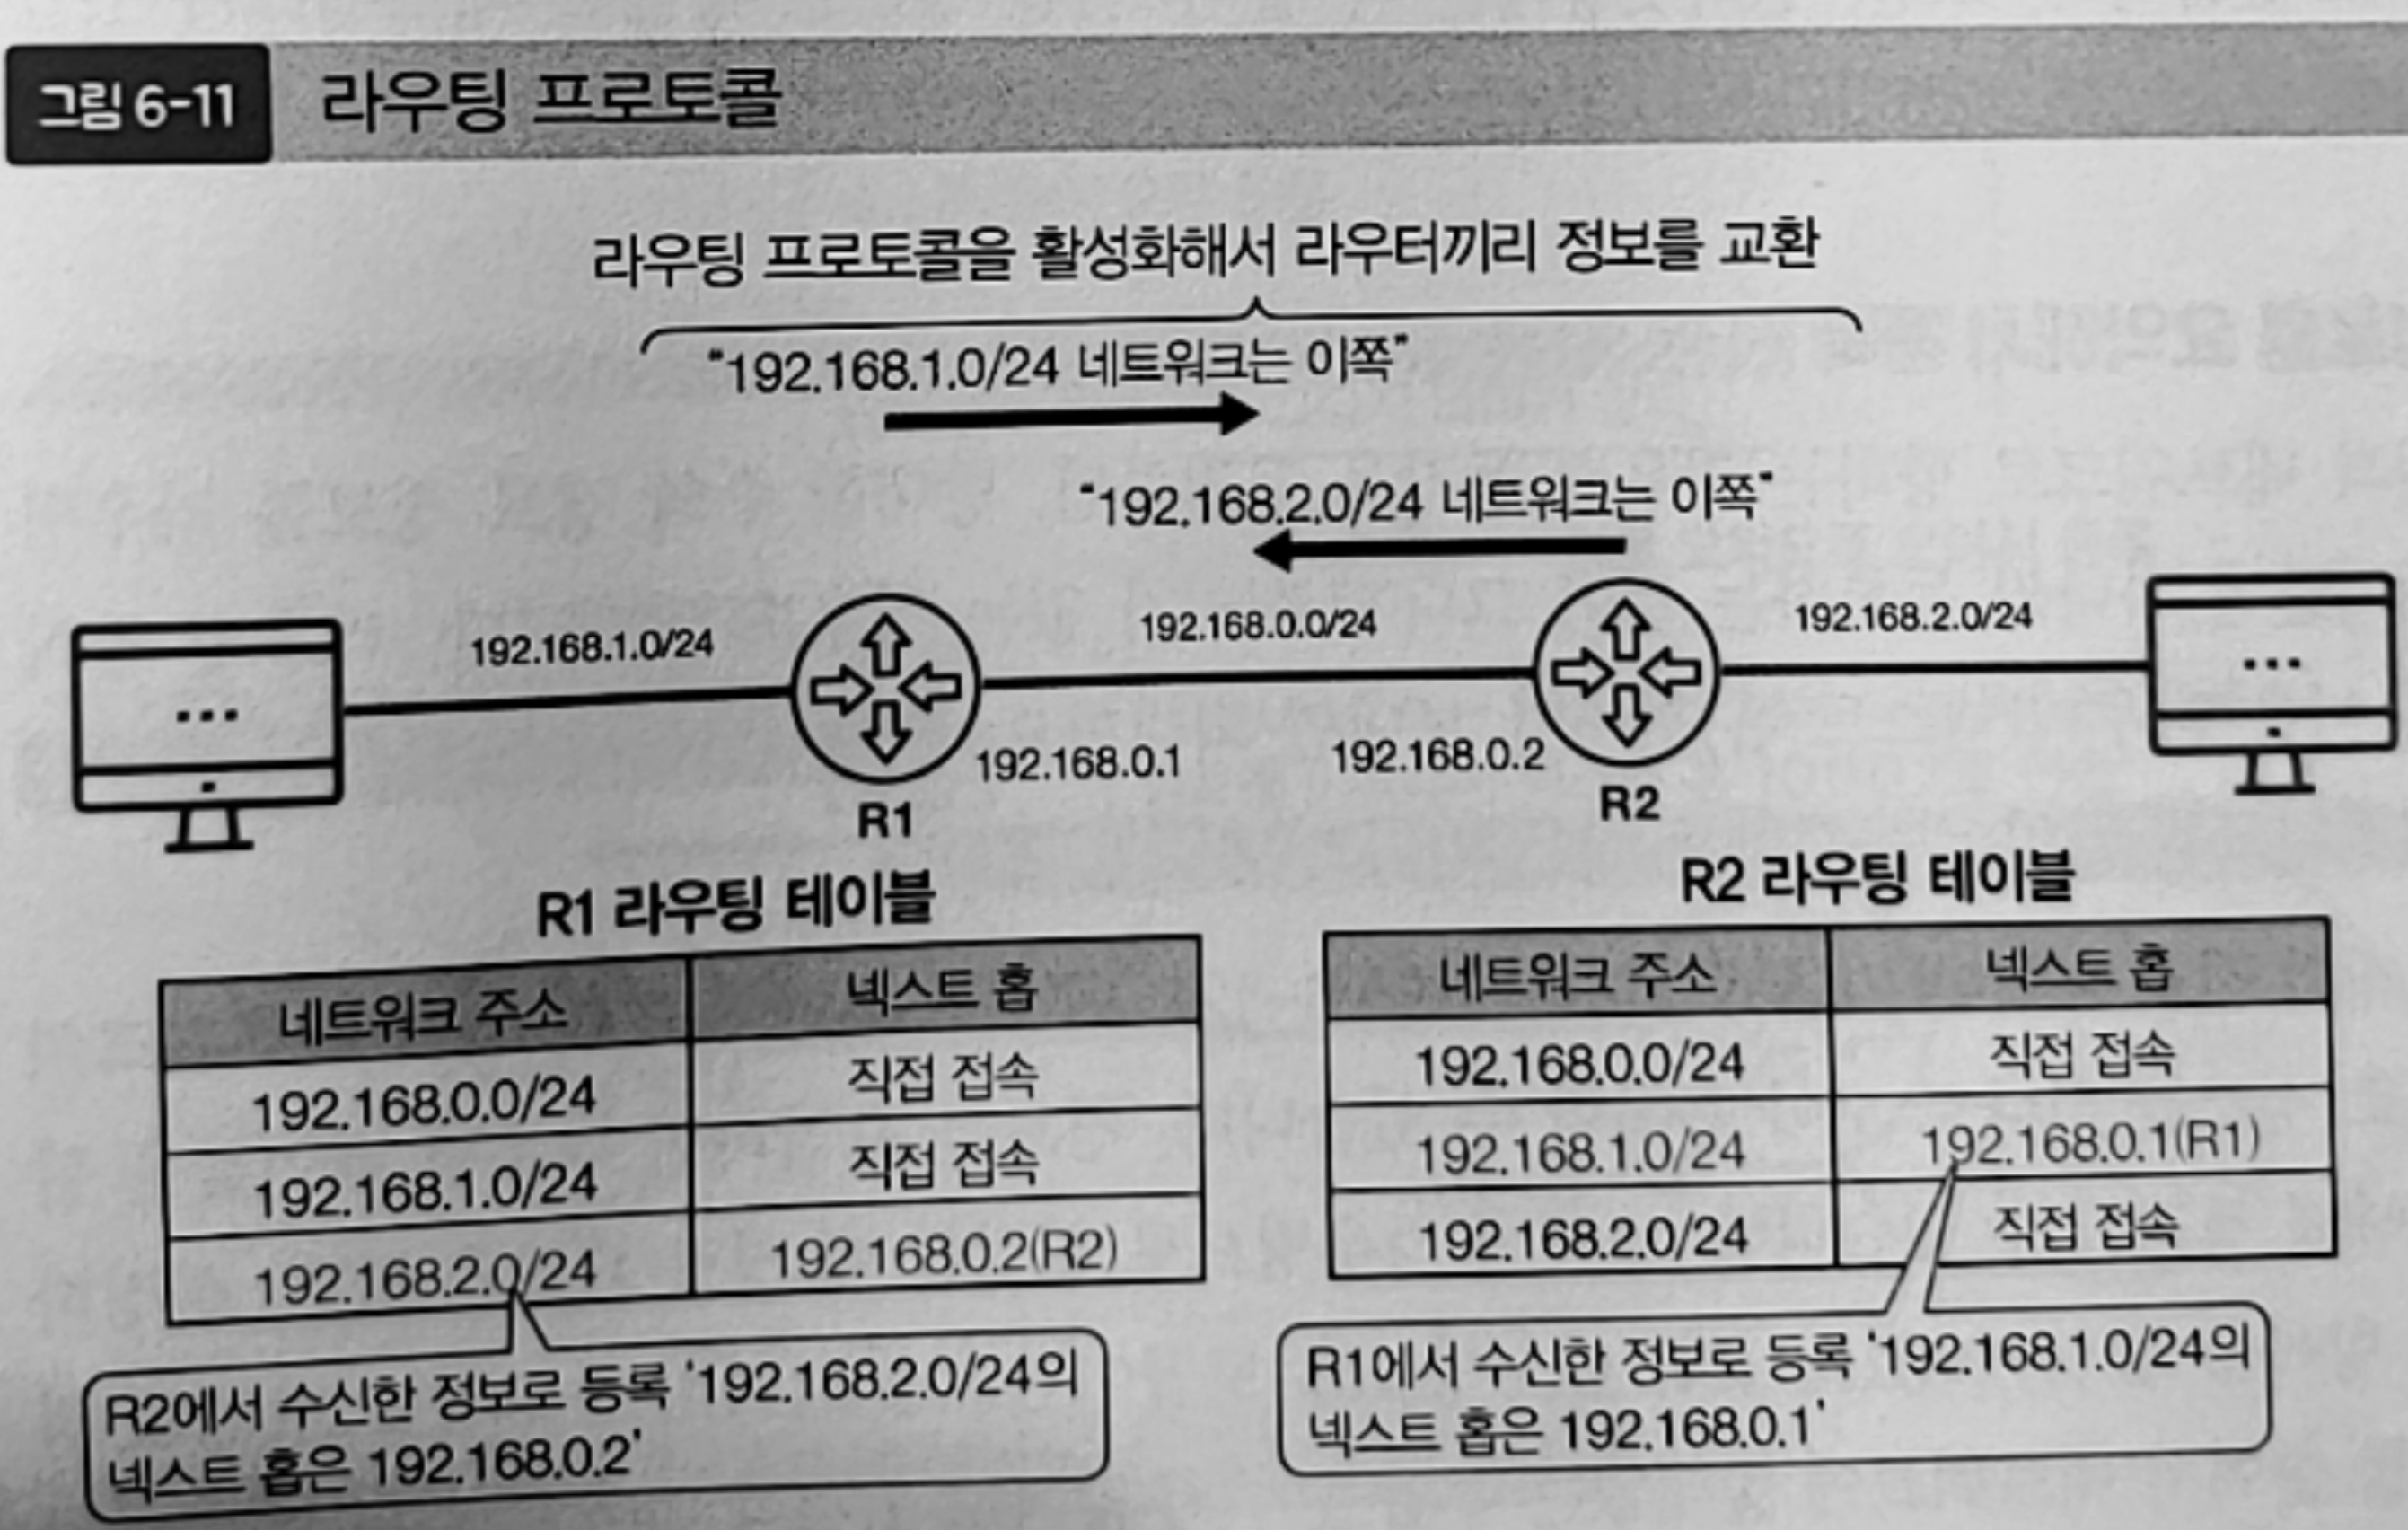 그림 6-11
라우팅 프로토콜
라우팅 프로토콜을 활성화해서 라우터끼리 정보를 교환
“192.168.1.0/24 네트워크는 이쪽”
“192.168.2.0/24 네트워크는 이쪽”
192.168.1.0/24
192.168.0.0/24
192.168.2.0/24
...
...
192.168.0.1
192.168.0.2
R1
R2
R1 라우팅 테이블
네트워크 주소 넥스트 홉
192.168.0.0/24 직접 접속
192.168.1.0/24 직접 접속
192.168.2.0/24 192.168.0.2(R2)
R2에서 수신한 정보로 등록 ‘192.168.2.0/24의
넥스트 홉은 192.168.0.2’
R2 라우팅 테이블
네트워크 주소 넥스트 홉
192.168.0.0/24 직접 접속
192.168.1.0/24 192.168.0.1(R1)
192.168.2.0/24 직접 접속
R1에서 수신한 정보로 등록 ‘192.168.1.0/24의
넥스트 홉은 192.168.0.1’